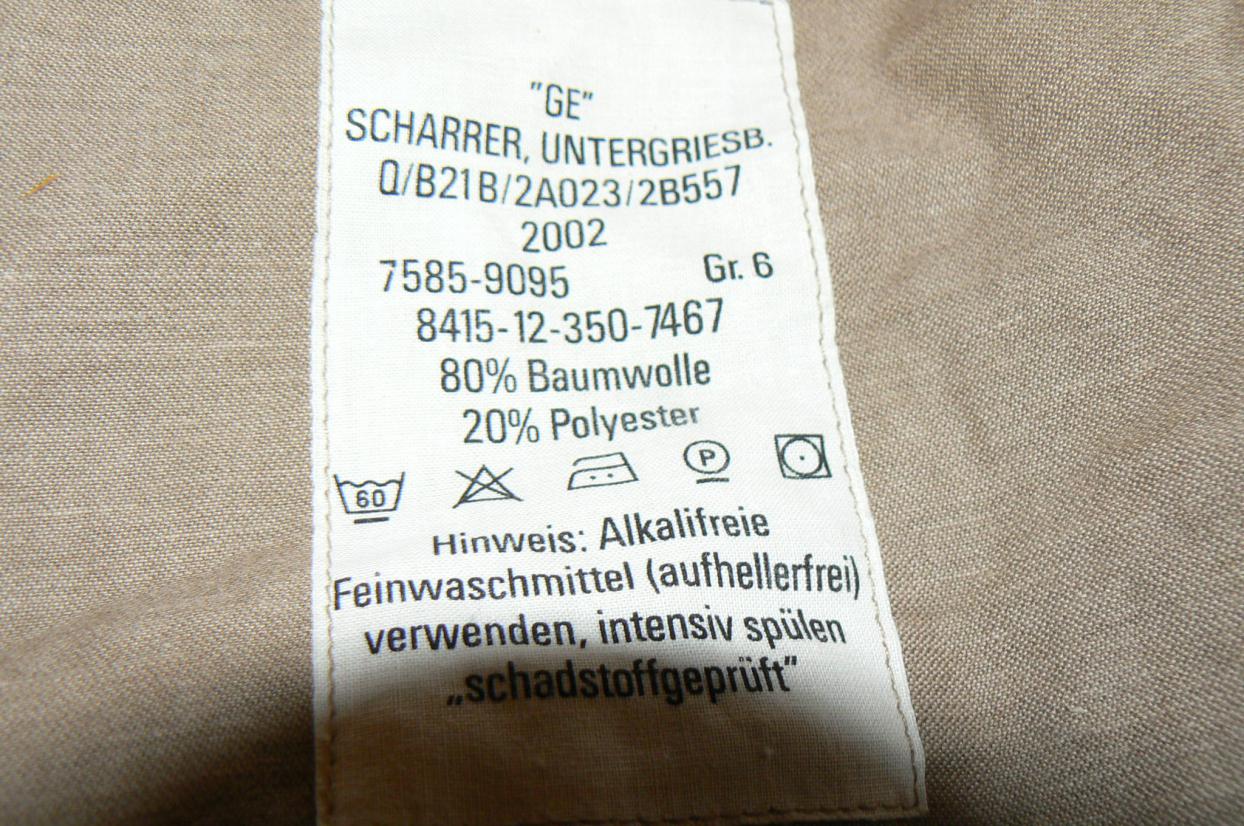 "GE"
SCHARRER, UNTERGRIESB.
Q/B21B/2A023/2B557
2002
7585-9095 Gr. 6
8415-12-350-7467
80% Baumwolle
20% Polyester
60 P
Hinweis: Alkalifreie
Feinwaschmittel (aufhellerfrei)
verwenden, intensiv spülen
„schadstoffgeprüft"